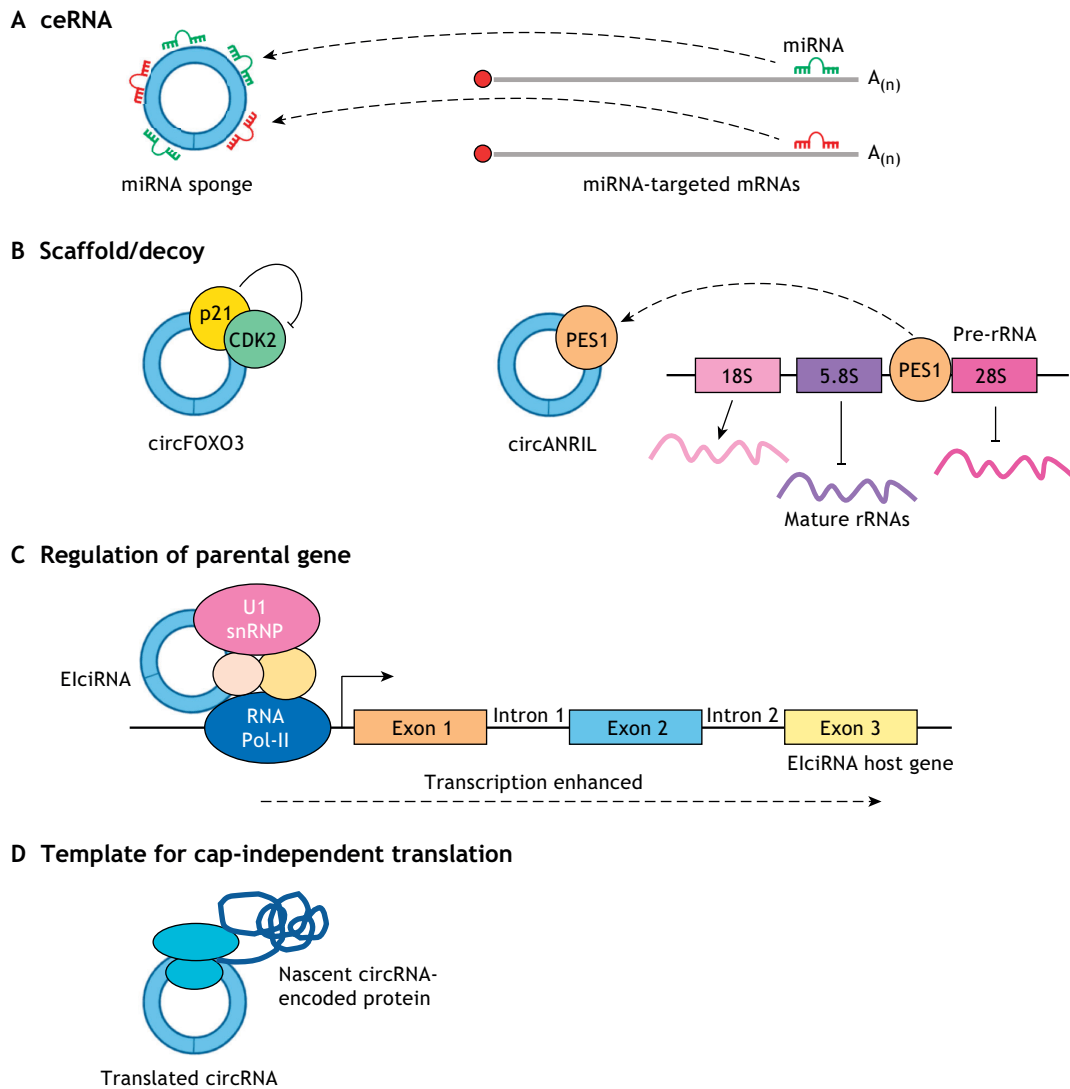 A ceRNA
miRNA
A(n)
A(n)
miRNA sponge
miRNA-targeted mRNAs
B Scaffold/decoy
p21
CDK2
circFOXO3
PES1
circANRIL
Pre-rRNA
18S
5.8S
PES1
28S
Mature rRNAs
C Regulation of parental gene
U1
snRNP
EIciRNA
RNA
Pol-II
Exon 1
Intron 1
Exon 2
Intron 2
Exon 3
EIciRNA host gene
Transcription enhanced
D Template for cap-independent translation
Nascent circRNA-
encoded protein
Translated circRNA